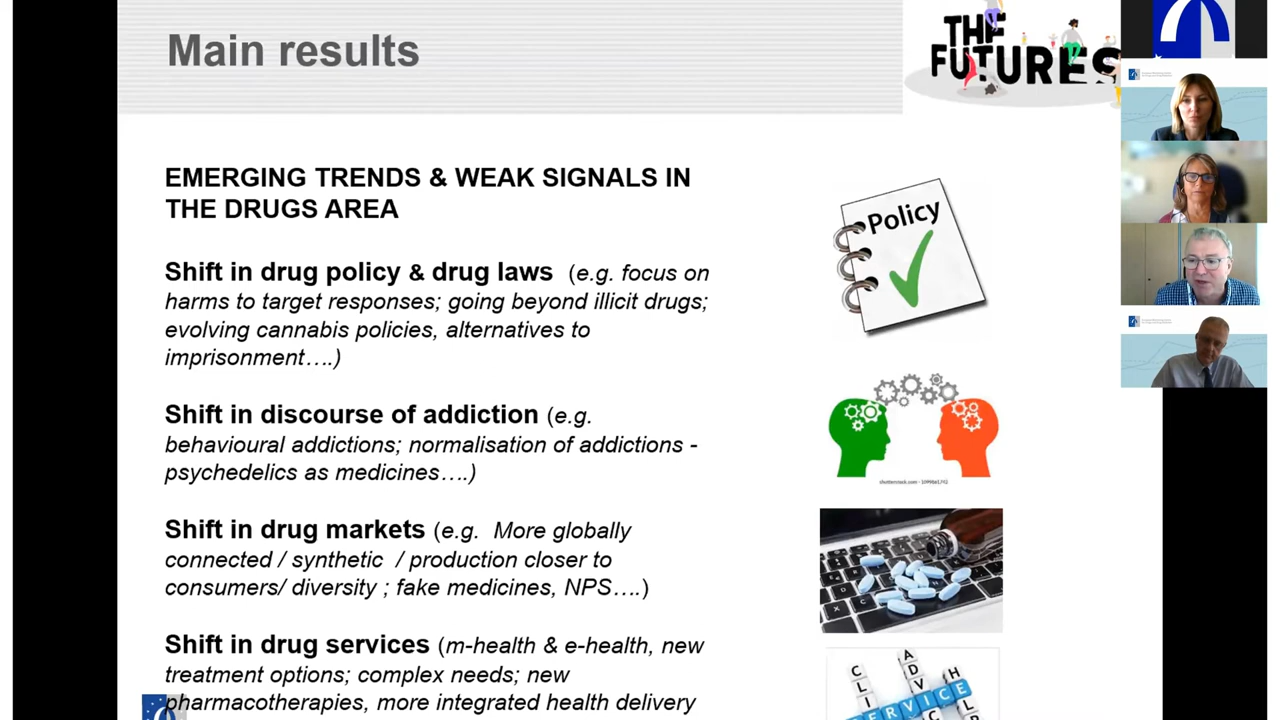 Main results
THE
FUTURES
EMERGING TRENDS & WEAK SIGNALS IN
THE DRUGS AREA
Shift in drug policy & drug laws (e.g. focus on
harms to target responses; going beyond illicit drugs;
evolving cannabis policies, alternatives to
imprisonment….)
Policy
Shift in discourse of addiction (e.g.
behavioural addictions; normalisation of addictions -
psychedelics as medicines….)
Shift in drug markets (e.g. More globally
connected / synthetic / production closer to
consumers/ diversity ; fake medicines, NPS….)
Shift in drug services (m-health & e-health, new
treatment options; complex needs; new
pharmacotherapies, more integrated health delivery